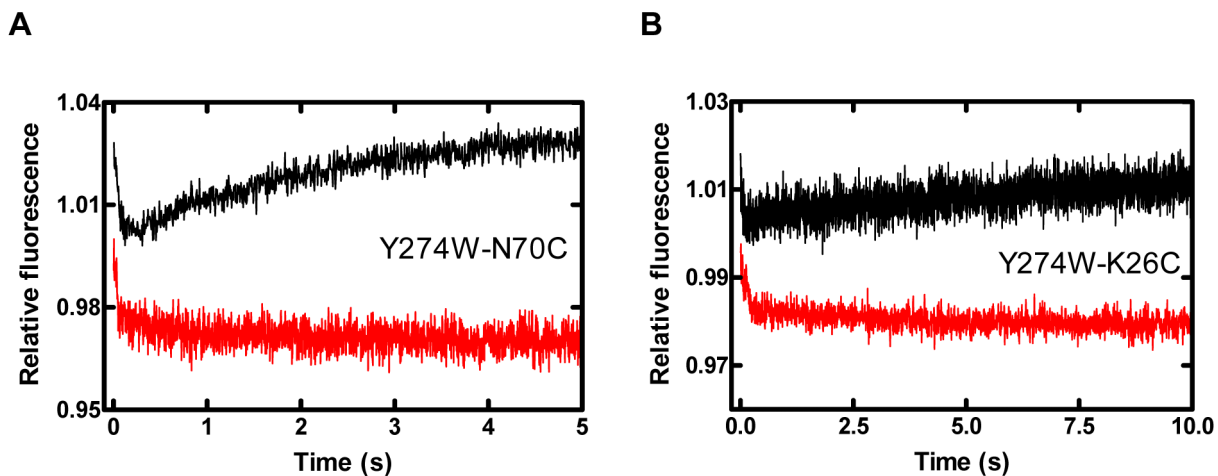 A
B
1.04
1.01
0.98
0.95
Relative fluorescence
Y274W-N70C
0 1 2 3 4 5
Time (s)
1.03
1.01
0.99
0.97
Relative fluorescence
Y274W-K26C
0.0 2.5 5.0 7.5 10.0
Time (s)